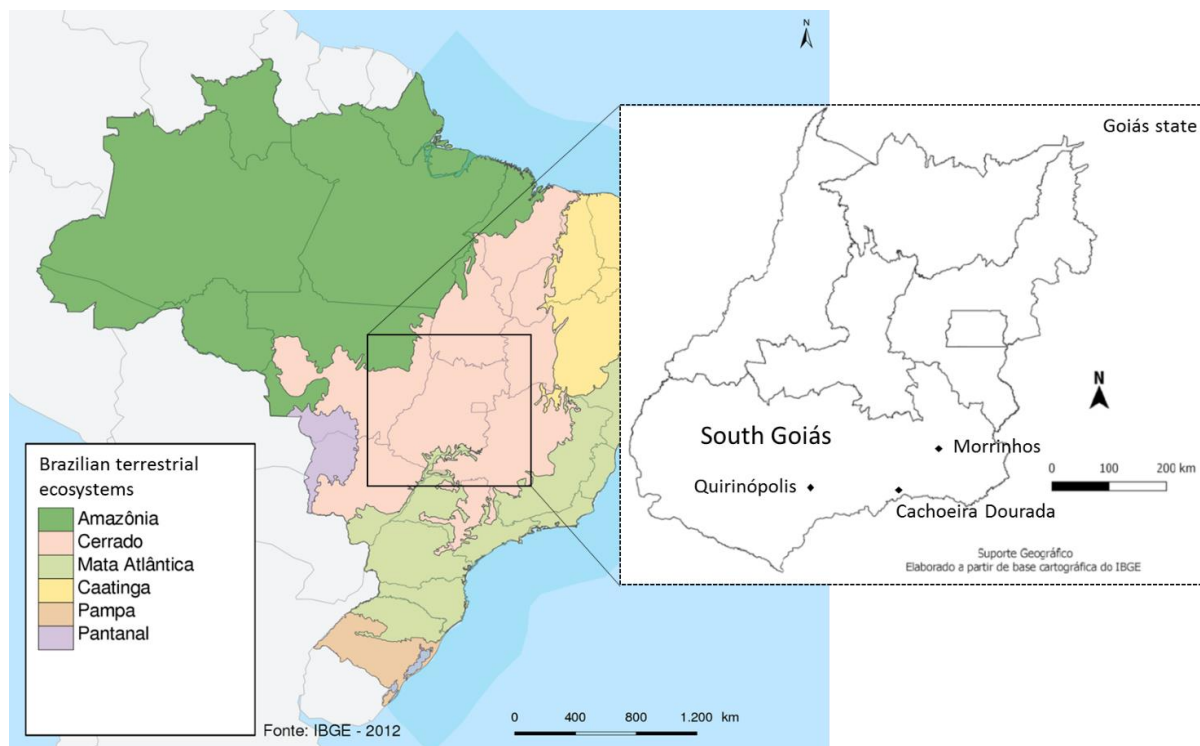 N
Goiás state
South Goiás
Morrinhos
Quirinópolis
Cachoeira Dourada
N
0 100 200 km
Suporte Geográfico
Elaborado a partir de base cartográfica do IBGE
Brazilian terrestrial
ecosystems
Amazônia
Cerrado
Mata Atlântica
Caatinga
Pampa
Pantanal
Fonte: IBGE - 2012
0 400 800 1.200 km